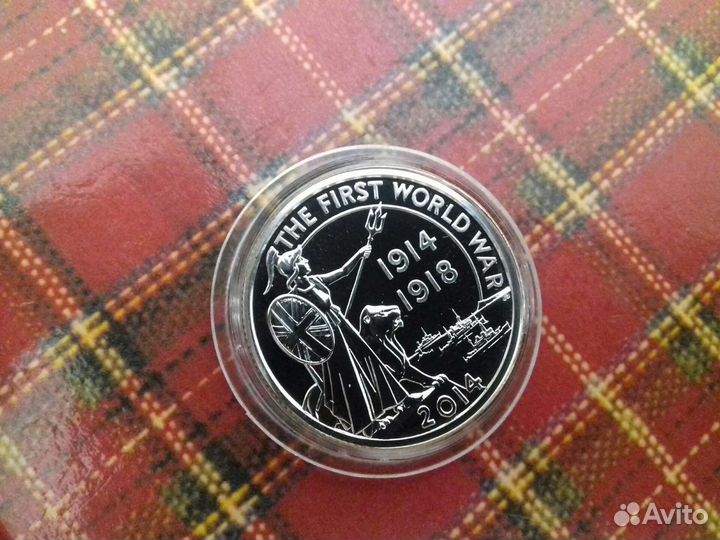 THE FIRST WORLD WAR
1914
1918
2014
Avito